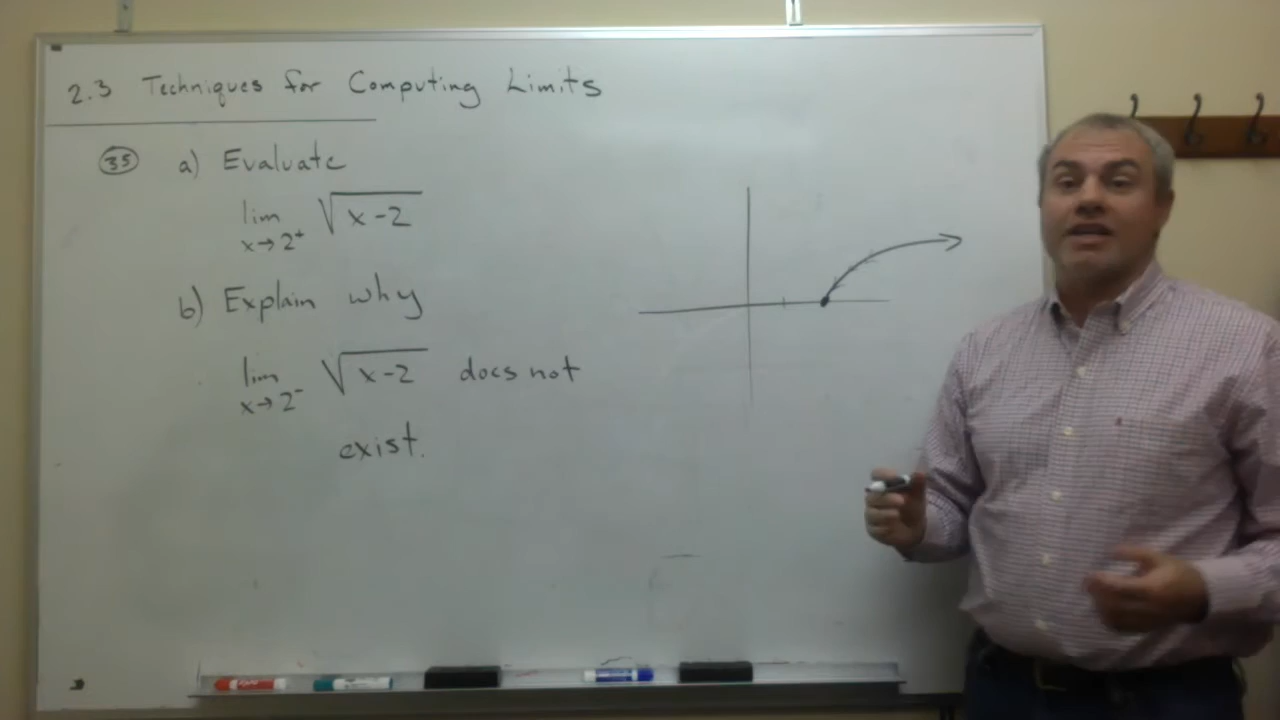 2.3 Techniques for Computing Limits
35 a) Evaluate
lim x→2⁺ √(x-2)
b) Explain why
lim x→2⁻ √(x-2) does not
exist.